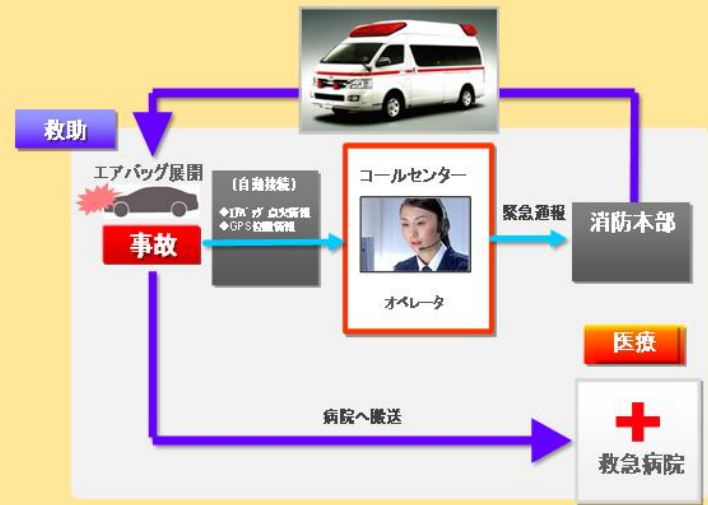 救助
エアバッグ展開
事故
(自動接続)
◆エアバッグ点火情報
◆GPS位置情報
コールセンター
オペレータ
緊急通報
消防本部
医療
病院へ搬送
救急病院